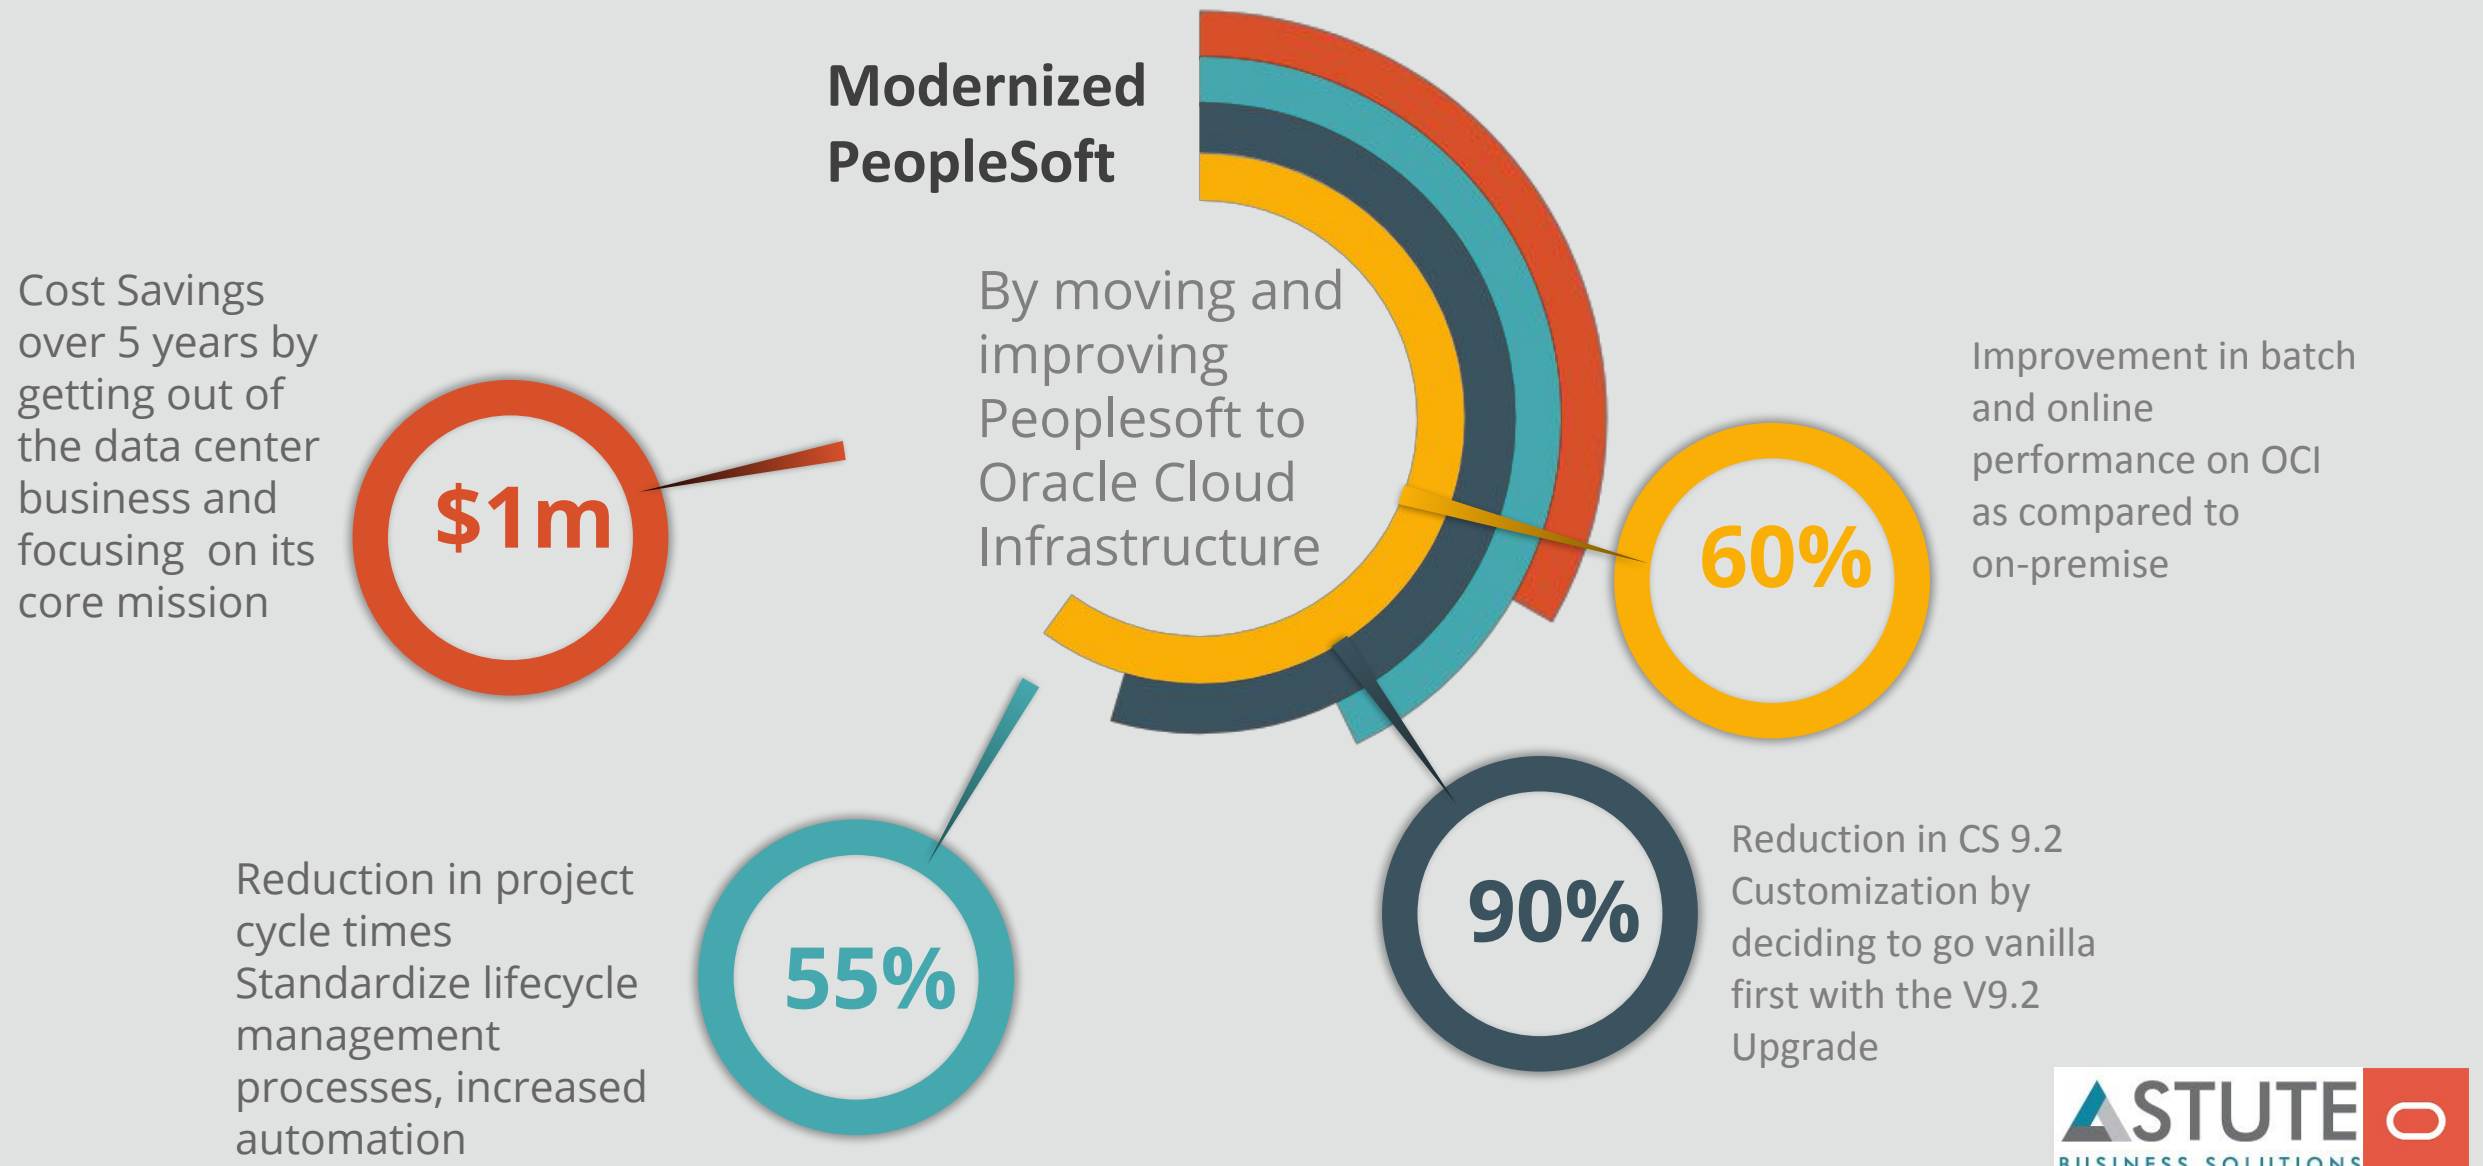 Modernized
PeopleSoft
By moving and
improving
Peoplesoft to
Oracle Cloud
Infrastructure
Cost Savings
over 5 years by
getting out of
the data center
business and
focusing on its
core mission
$1m
60%
Improvement in batch
and online
performance on OCI
as compared to
on-premise
55%
Reduction in project
cycle times
Standardize lifecycle
management
processes, increased
automation
90%
Reduction in CS 9.2
Customization by
deciding to go vanilla
first with the V9.2
Upgrade
ASTUTE
BUSINESS SOLUTIONS